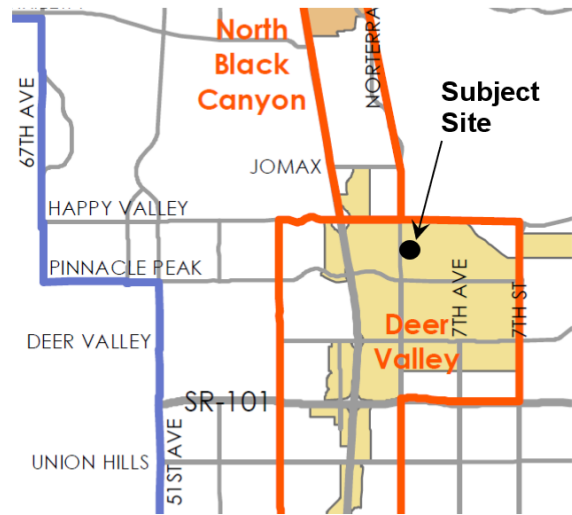 North
Black
Canyon
NORTERRA
67TH AVE
Subject
Site
JOMAX
HAPPY VALLEY
PINNACLE PEAK
7TH AVE
7TH ST
DEER VALLEY
Deer
Valley
SR-101
51ST AVE
UNION HILLS